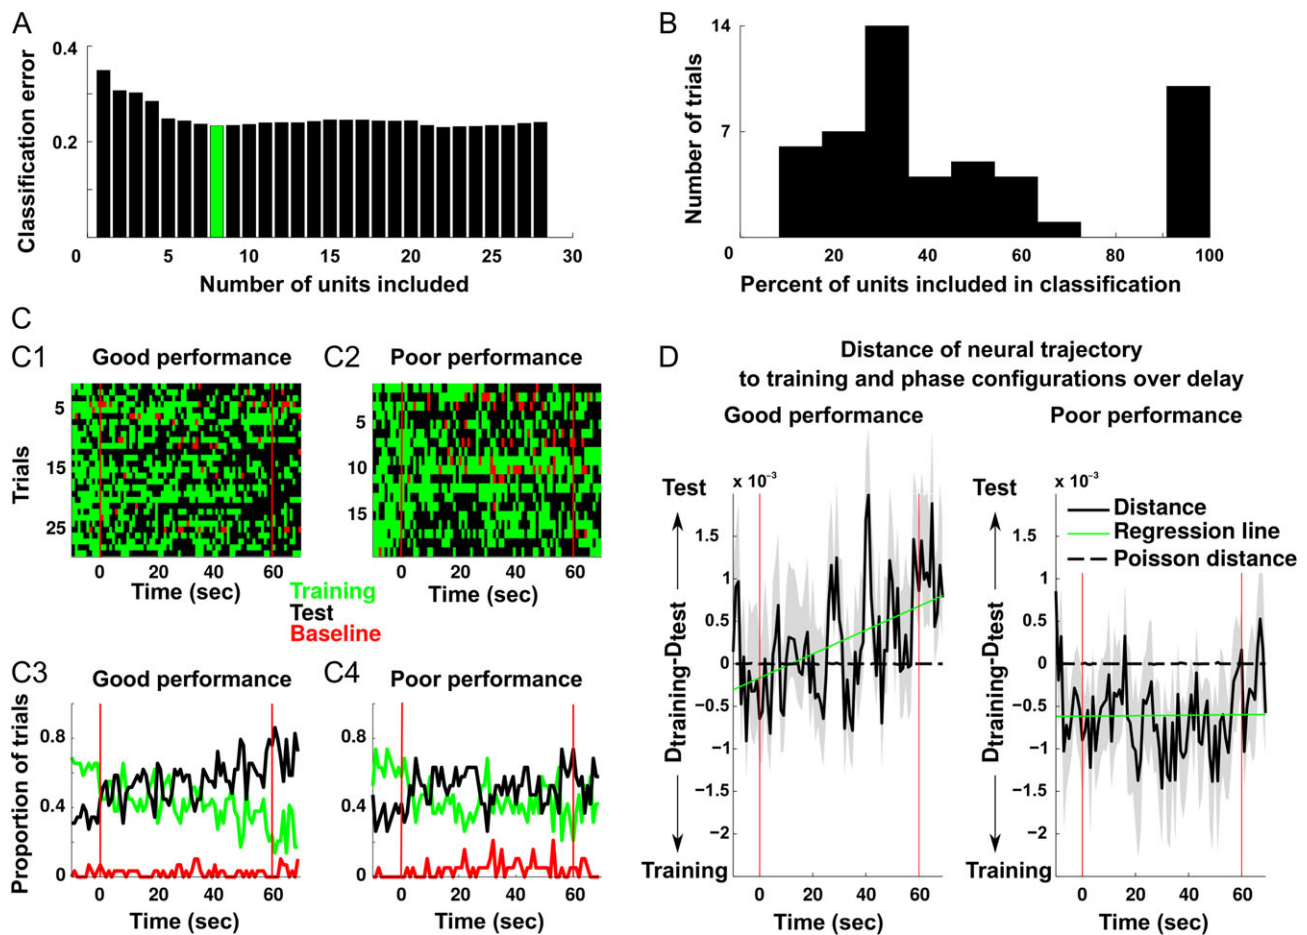 A
Classification error
0.4
0.2
0
5
10
15
20
25
30
Number of units included
B
Number of trials
14
7
0
20
40
60
80
100
Percent of units included in classification
C
C1
Good performance
Trials
5
15
25
0
20
40
60
Time (sec)
C2
Poor performance
5
10
15
0
20
40
60
Time (sec)
Training
Test
Baseline
C3
Good performance
Proportion of trials
0.8
0.4
0
0
20
40
60
Time (sec)
C4
Poor performance
0.8
0.4
0
0
20
40
60
Time (sec)
D
Distance of neural trajectory
to training and phase configurations over delay
Good performance
Test
x 10⁻³
Dtraining-Dtest
Training
1.5
1
0.5
0
−0.5
−1
−1.5
−2
0
20
40
60
Time (sec)
Poor performance
Test
x 10⁻³
Distance
Regression line
Poisson distance
Dtraining-Dtest
Training
1.5
1
0.5
0
−0.5
−1
−1.5
−2
0
20
40
60
Time (sec)